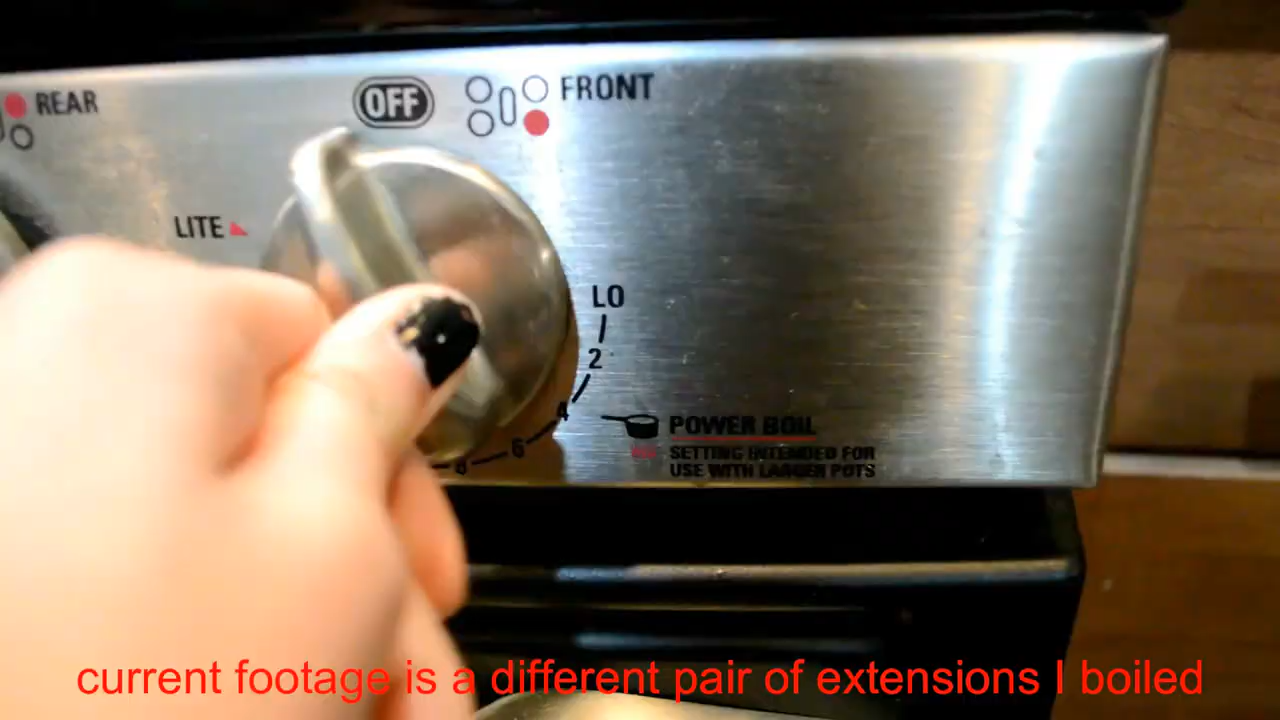 REAR
OFF
FRONT
LITE
LO
2
4
6
8
POWER BOIL
SETTING INTENDED FOR
USE WITH LARGER POTS
current footage is a different pair of extensions I boiled